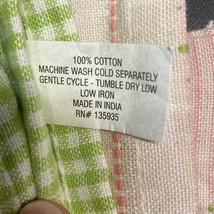 100% COTTON
MACHINE WASH COLD SEPARATELY
GENTLE CYCLE - TUMBLE DRY LOW
LOW IRON
MADE IN INDIA
RN# 135935